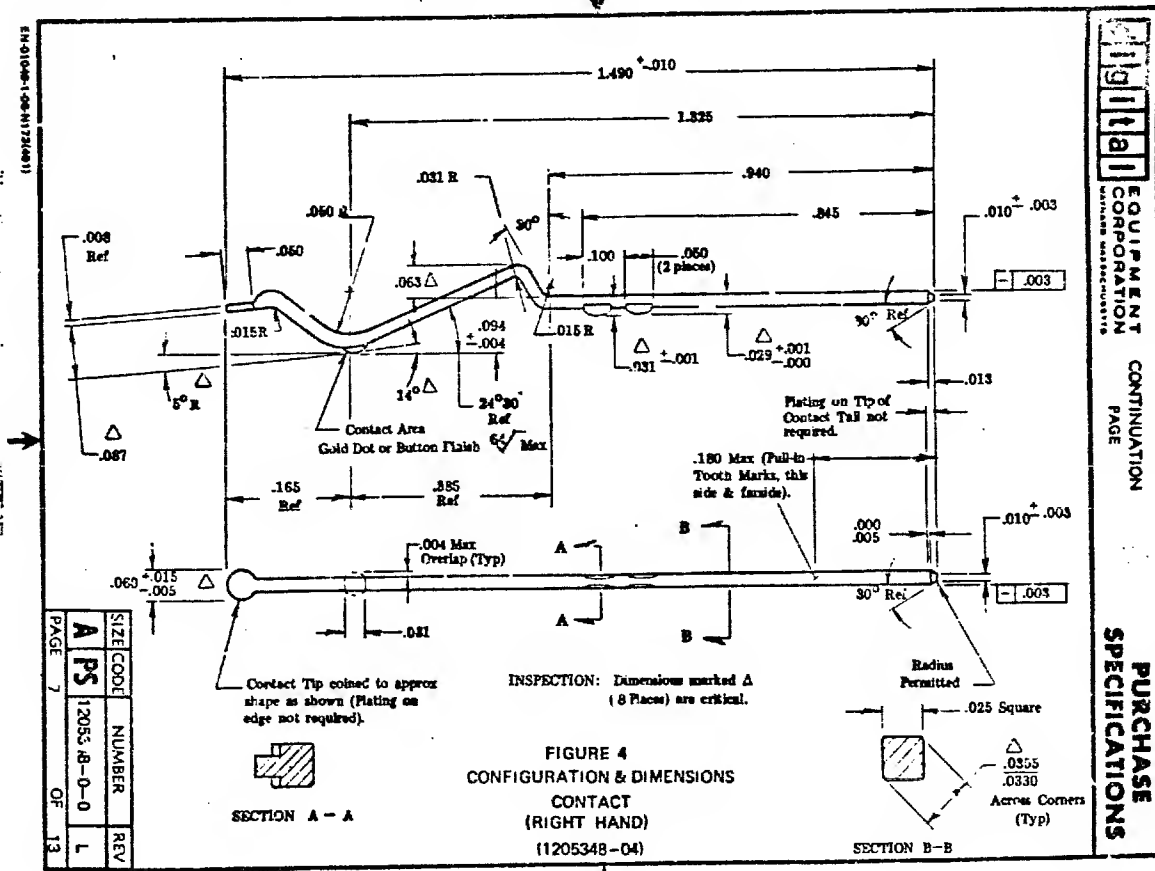 digital
EQUIPMENT
CORPORATION
MAYNARD MASSACHUSETTS
CONTINUATION
PAGE
PURCHASE
SPECIFICATIONS
1.490 +-.010
1.325
.940
.845
.031 R
.050 R
30°
.008
Ref
.050
.063 Δ
.100
.050
(2 places)
.010 + .003
- .003
.015R
.094
+-.004
.015R
Δ
.031 +-.001
Δ
.029 +.001
-.000
30° Ref
.013
5° R
Δ
14° Δ
24°30'
Ref
Δ
.087
Contact Area
Gold Dot or Button Finish
64 Max
Plating on Tip of
Contact Tail not
required.
.165
Ref
.385
Ref
.180 Max (Pull-in
Tooth Marks, this
side & farside).
.000
.005
.010 + .003
B
A
.004 Max
Overlap (Typ)
.060 +.015
-.005
Δ
30° Ref
- .003
A
B
.031
Contact Tip coined to approx
shape as shown (Plating on
edge not required).
INSPECTION: Dimensions marked Δ
(8 Places) are critical.
Radius
Permitted
.025 Square
Δ
.0355
.0330
Across Corners
(Typ)
SECTION A-A
SECTION B-B
FIGURE 4
CONFIGURATION & DIMENSIONS
CONTACT
(RIGHT HAND)
(1205348-04)
SIZE CODE NUMBER REV
A PS 1205348-0-0 L
PAGE 7 OF 13